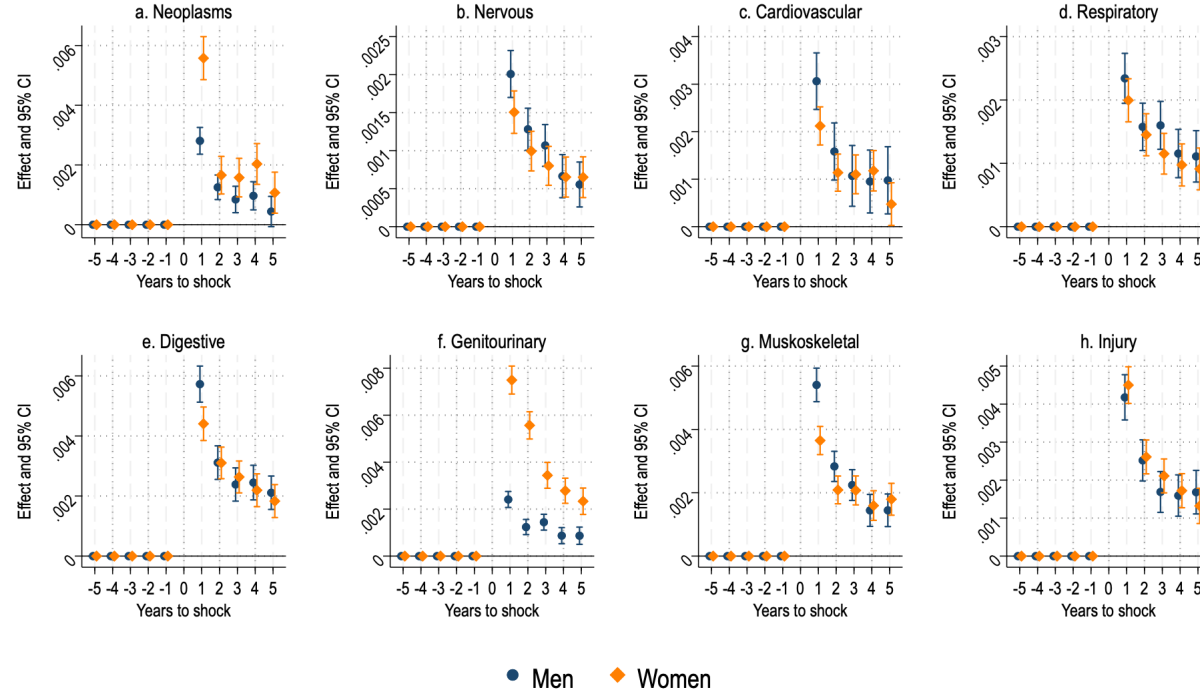 a. Neoplasms
Effect and 95% CI
.006
.004
.002
0
-5 -4 -3 -2 -1 0 1 2 3 4 5
Years to shock
b. Nervous
Effect and 95% CI
.0025
.002
.0015
.001
.0005
0
-5 -4 -3 -2 -1 0 1 2 3 4 5
Years to shock
c. Cardiovascular
Effect and 95% CI
.004
.003
.002
.001
0
-5 -4 -3 -2 -1 0 1 2 3 4 5
Years to shock
d. Respiratory
Effect and 95% CI
.003
.002
.001
0
-5 -4 -3 -2 -1 0 1 2 3 4 5
Years to shock
e. Digestive
Effect and 95% CI
.006
.004
.002
0
-5 -4 -3 -2 -1 0 1 2 3 4 5
Years to shock
f. Genitourinary
Effect and 95% CI
.008
.006
.004
.002
0
-5 -4 -3 -2 -1 0 1 2 3 4 5
Years to shock
g. Muskoskeletal
Effect and 95% CI
.006
.004
.002
0
-5 -4 -3 -2 -1 0 1 2 3 4 5
Years to shock
h. Injury
Effect and 95% CI
.005
.004
.003
.002
.001
0
-5 -4 -3 -2 -1 0 1 2 3 4 5
Years to shock
Men Women